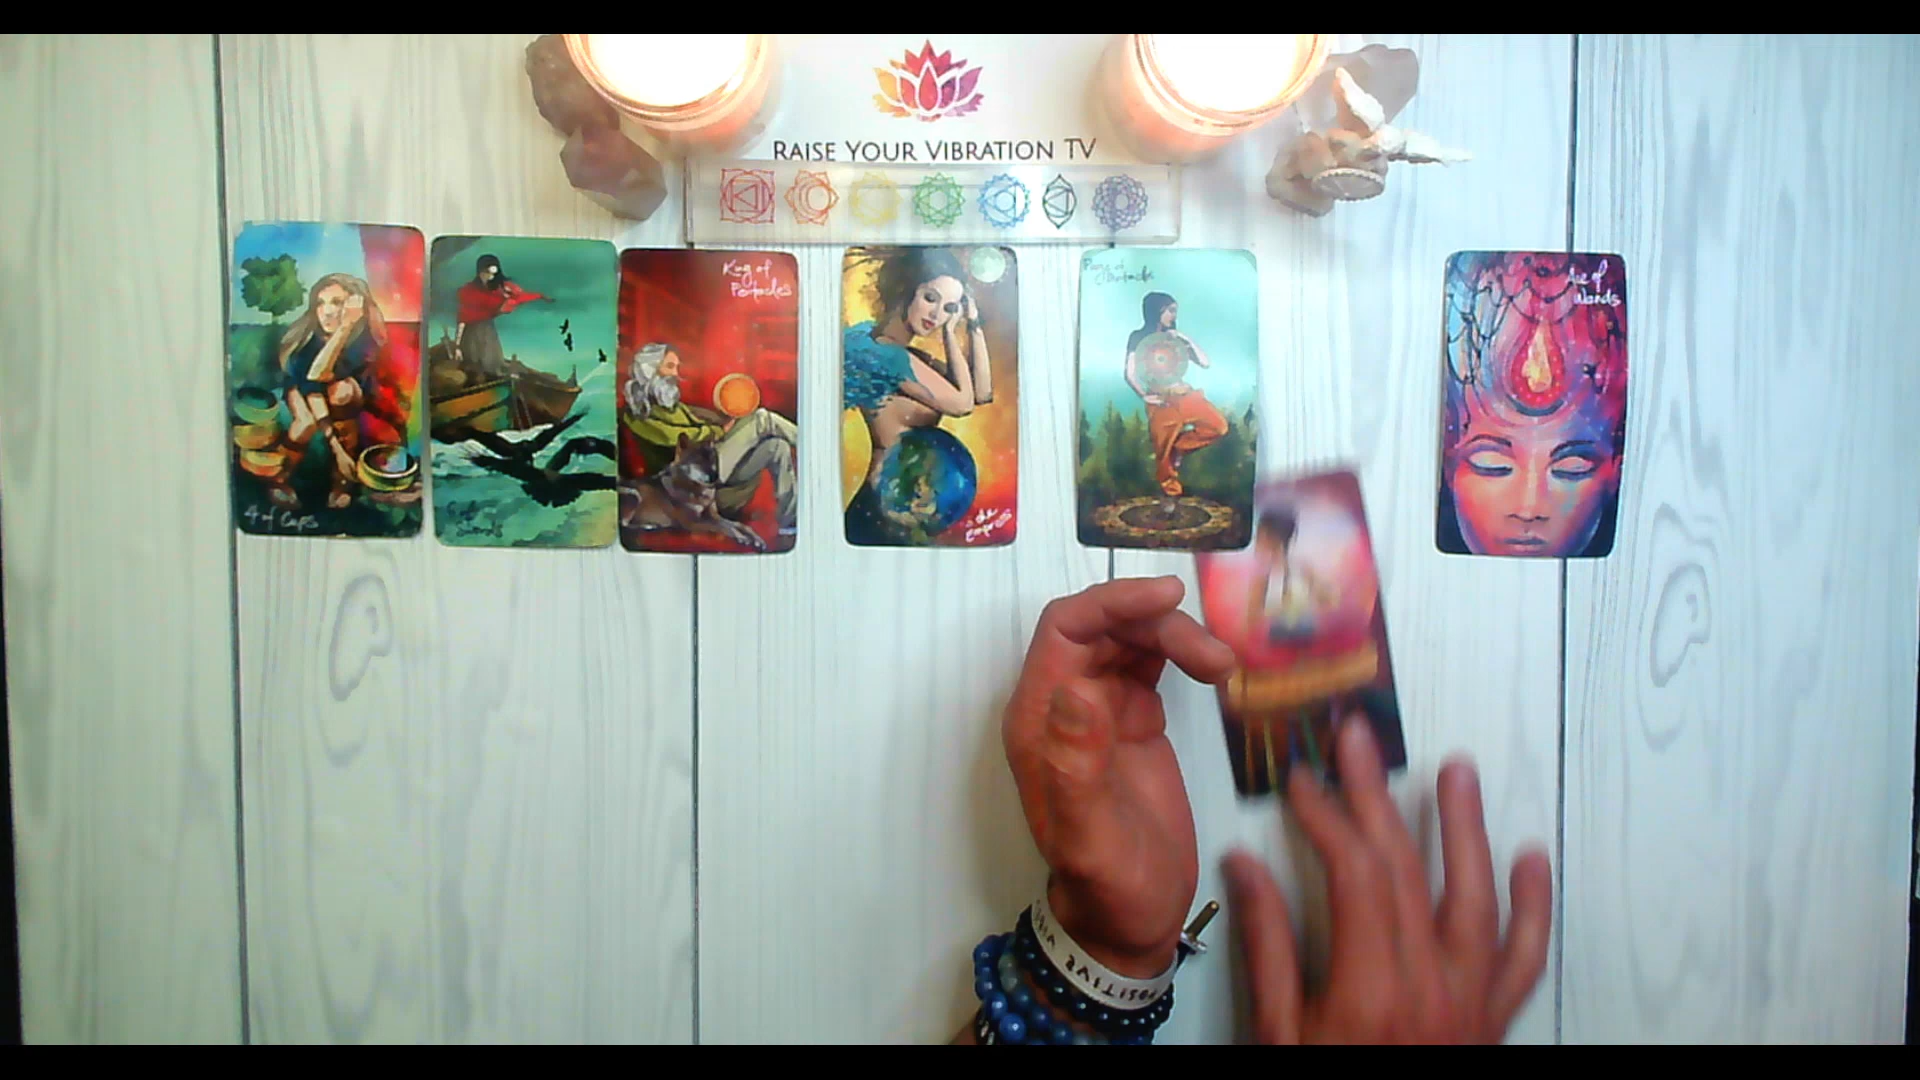 RAISE YOUR VIBRATION TV
4 of Cups
King of
Pentacles
the
Empress
Page of
Pentacles
Ace of
Wands
POSITIVE VIBES